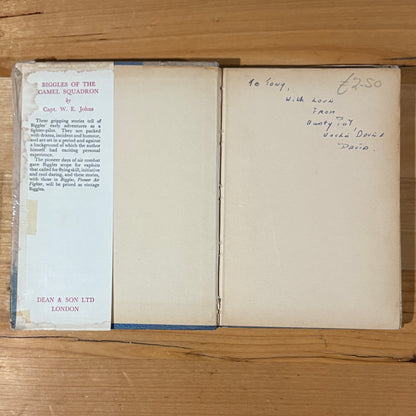 BIGGLES OF THE
CAMEL SQUADRON
by
Capt. W. E. Johns
These gripping stories tell of
Biggles' early adventures as a
fighter-pilot. They are packed
with drama, incident and humour,
and are set in a period and against
a background of which the author
himself had exciting personal
experience.
The pioneer days of air combat
gave Biggles scope for exploits
that called for flying skill, initiative
and cool daring, and these stories,
with those in Biggles, Pioneer Air
Fighter, will be prized as vintage
Biggles.
DEAN & SON LTD
LONDON
£2.50
To Tony,
With Love
From
Aunty Pat
Uncle David
David.